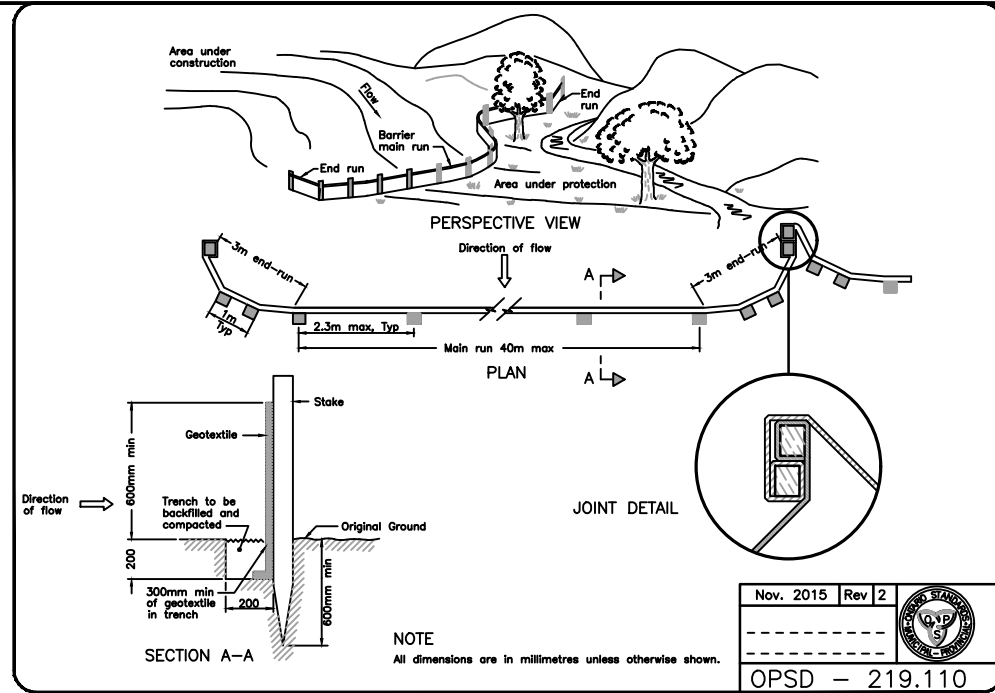 Area under
construction
Flow
End
run
Barrier
main run
End run
Area under protection
PERSPECTIVE VIEW
Direction of flow
3m end-run
A
3m end-run
1m
Typ
2.3m max, Typ
Main run 40m max
PLAN
A
Stake
Geotextile
600mm min
Direction
of flow
Trench to be
backfilled and
compacted
Original Ground
200
300mm min
of geotextile
in trench
200
600mm min
SECTION A-A
JOINT DETAIL
NOTE
All dimensions are in millimetres unless otherwise shown.
Nov. 2015 Rev 2
ONTARIO STANDARDS
O P
S
MUNICIPAL - PROVINCIAL
OPSD - 219.110